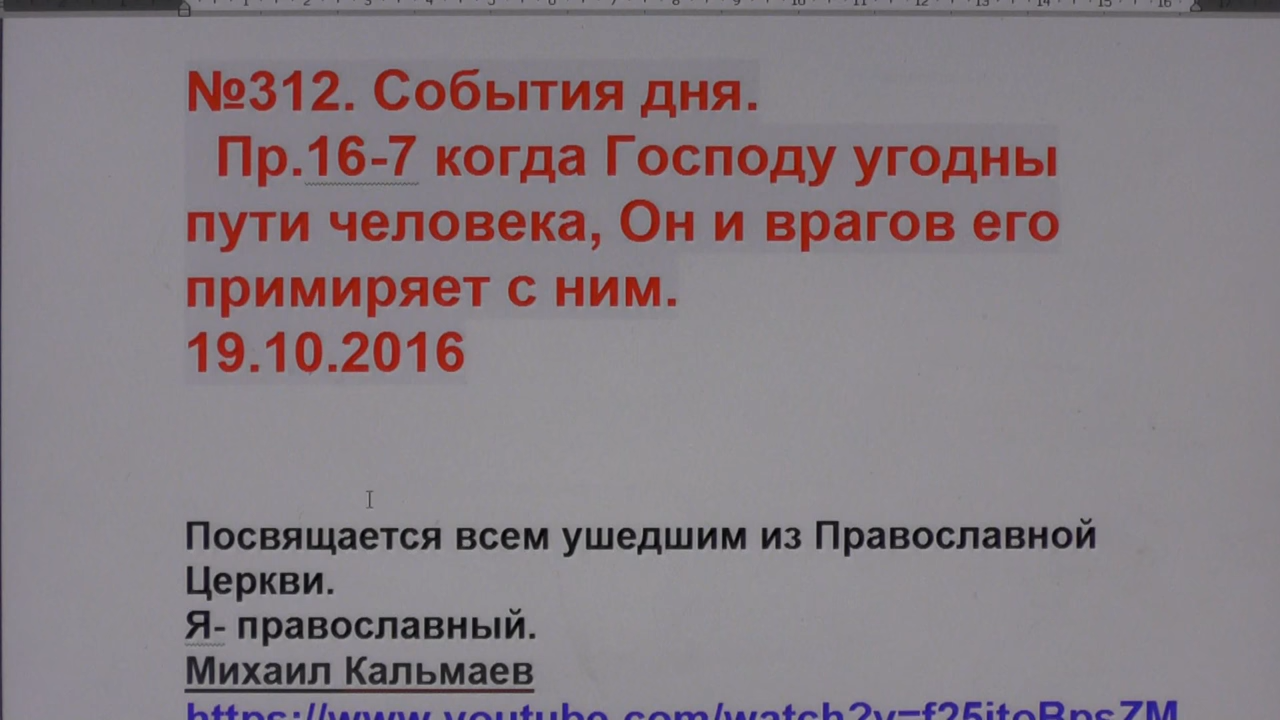 №312. События дня.
Пр.16-7 когда Господу угодны
пути человека, Он и врагов его
примиряет с ним.
19.10.2016
Посвящается всем ушедшим из Православной
Церкви.
Я- православный.
Михаил Кальмаев